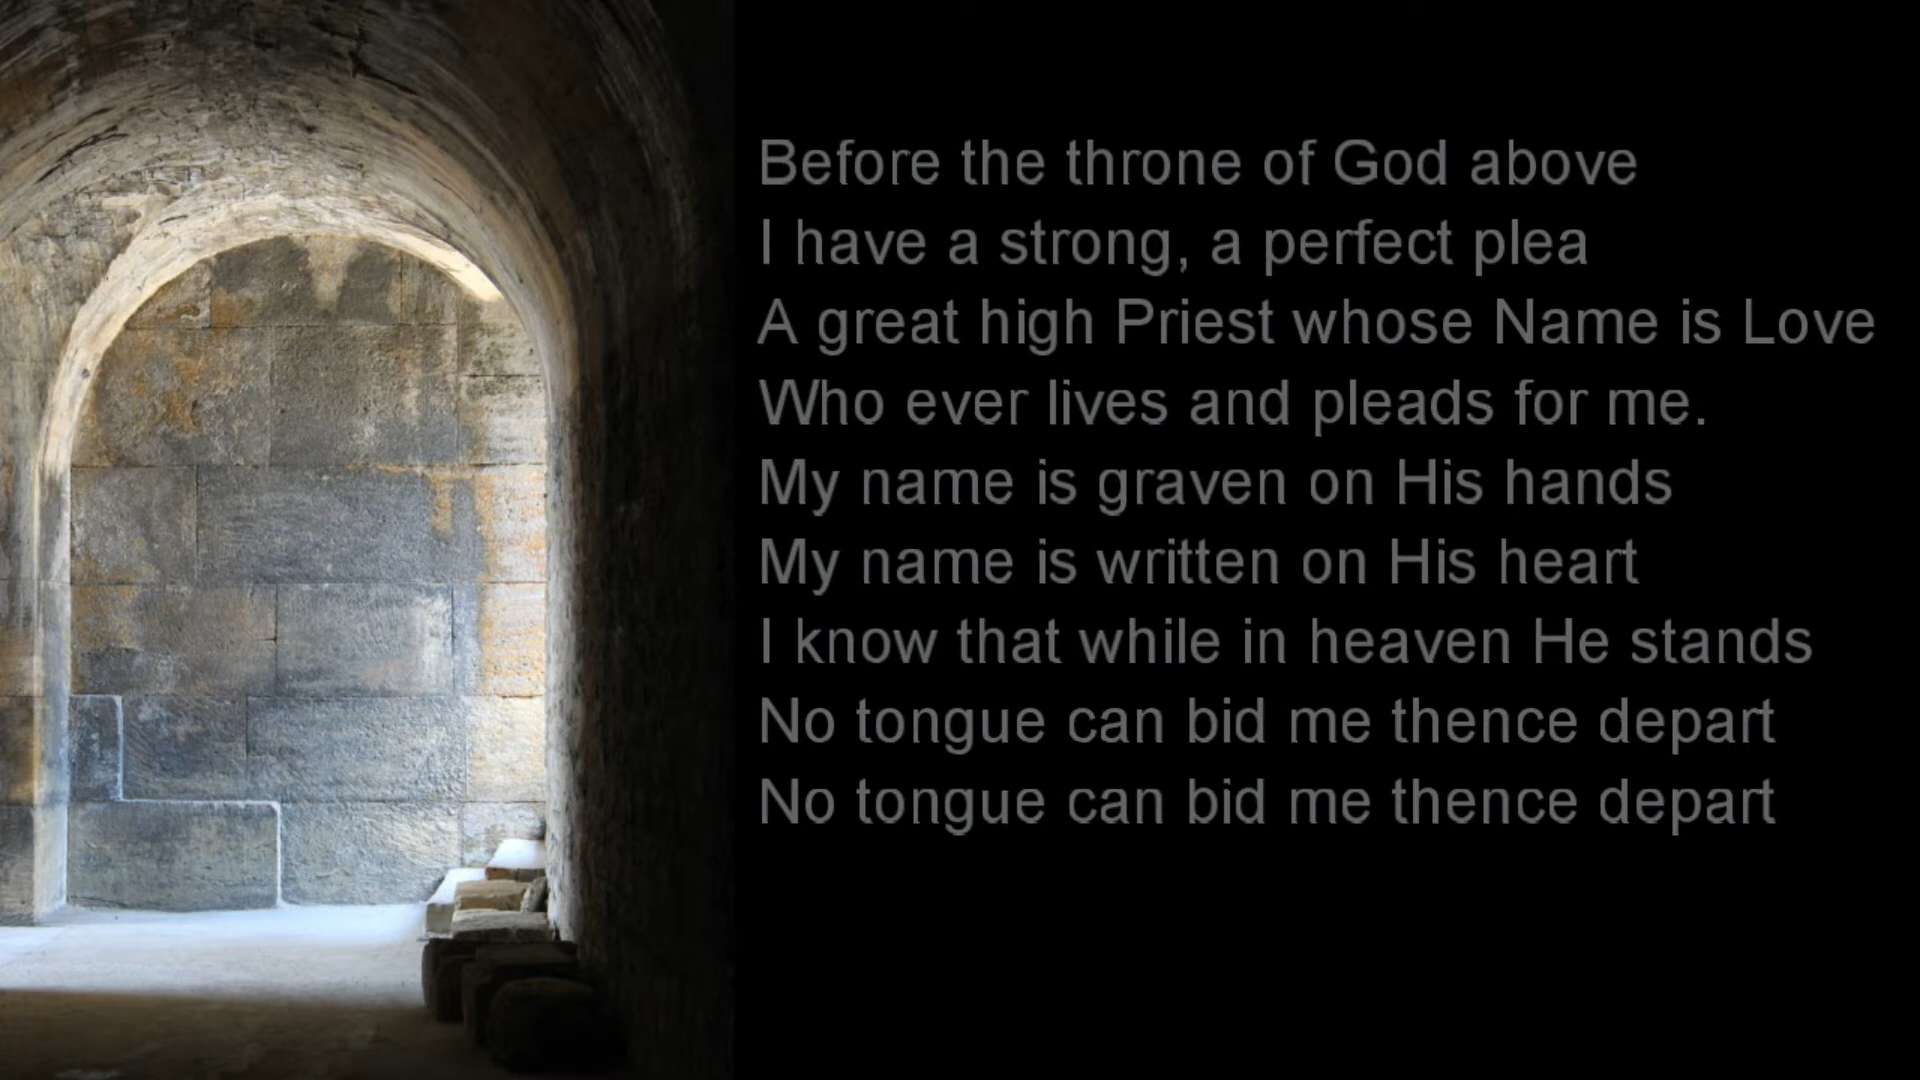 Before the throne of God above
I have a strong, a perfect plea
A great high Priest whose Name is Love
Who ever lives and pleads for me.
My name is graven on His hands
My name is written on His heart
I know that while in heaven He stands
No tongue can bid me thence depart
No tongue can bid me thence depart